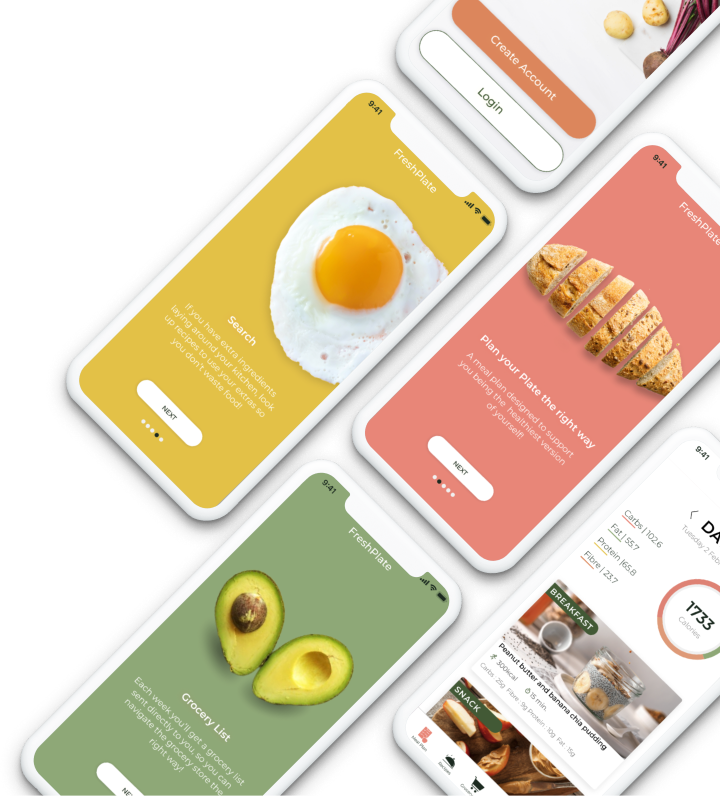 Create Account
Login
9:41
FreshPlate
Search
If you have extra ingredients
laying around your kitchen, look
up recipes to use your extras so
you don't waste food!
NEXT
9:41
FreshPlate
Plan your Plate the right way
A meal plan designed to support
you being the healthiest version
of yourself!
NEXT
9:41
FreshPlate
Grocery List
Each week you'll get a grocery list
sent directly to you, so you can
navigate the grocery store the
right way!
NE
9:41
DA
Tuesday 2 Feb
Carbs | 102.6
Fat | 55.7
Protein |65.8
Fibre | 23.7
1733
Calories
BREAKFAST
Peanut butter and banana chia pudding
300kcal 15 min
Carbs: 25g Fibre: 9g Protein: 10g Fat: 15g
SNACK
Meal Plan